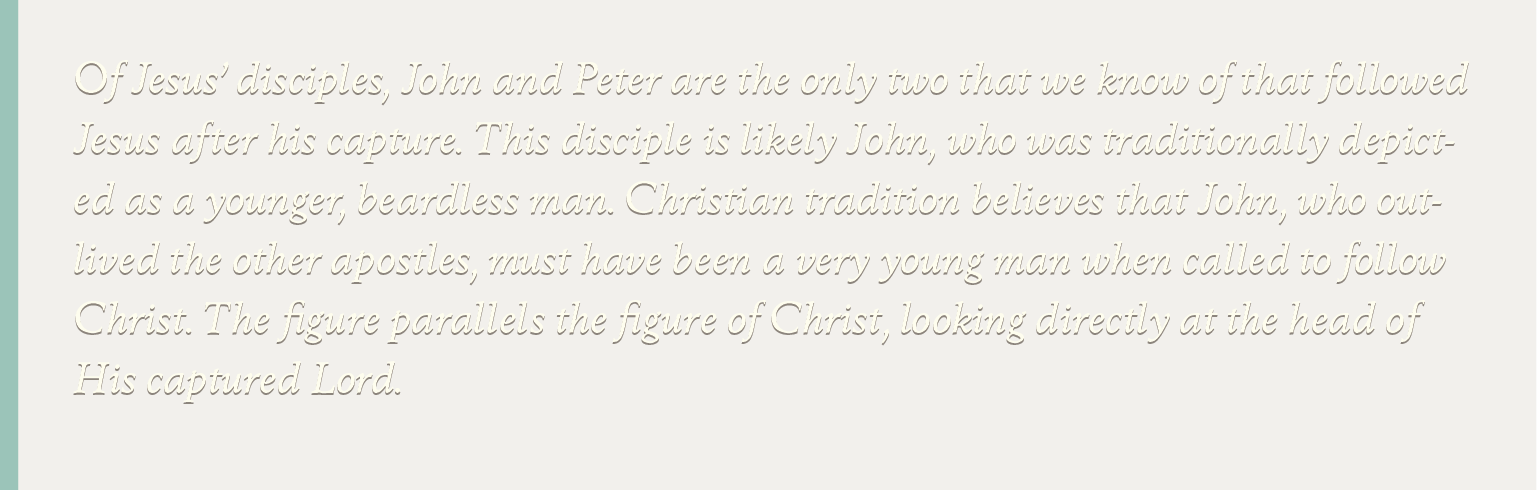 Of Jesus’ disciples, John and Peter are the only two that we know of that followed
Jesus after his capture. This disciple is likely John, who was traditionally depict-
ed as a younger, beardless man. Christian tradition believes that John, who out-
lived the other apostles, must have been a very young man when called to follow
Christ. The figure parallels the figure of Christ, looking directly at the head of
His captured Lord.